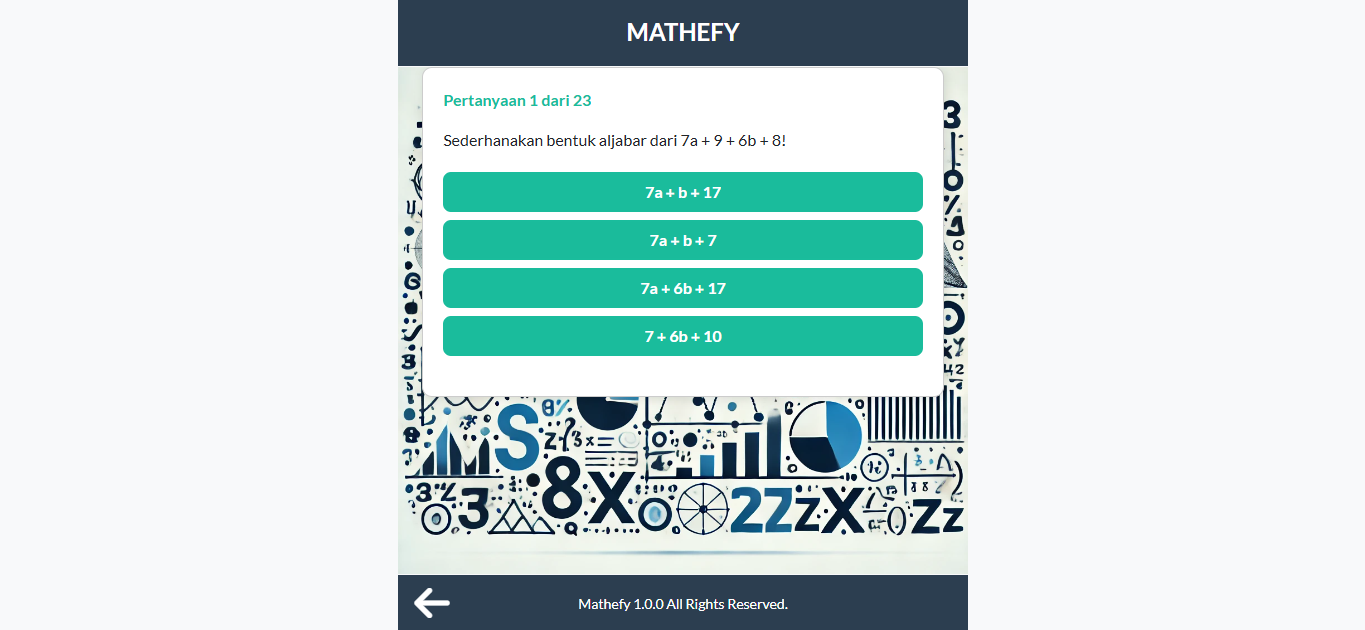 MATHEFY
Pertanyaan 1 dari 23
Sederhanakan bentuk aljabar dari 7a + 9 + 6b + 8!
7a + b + 17
7a + b + 7
7a + 6b + 17
7 + 6b + 10
Mathefy 1.0.0 All Rights Reserved.